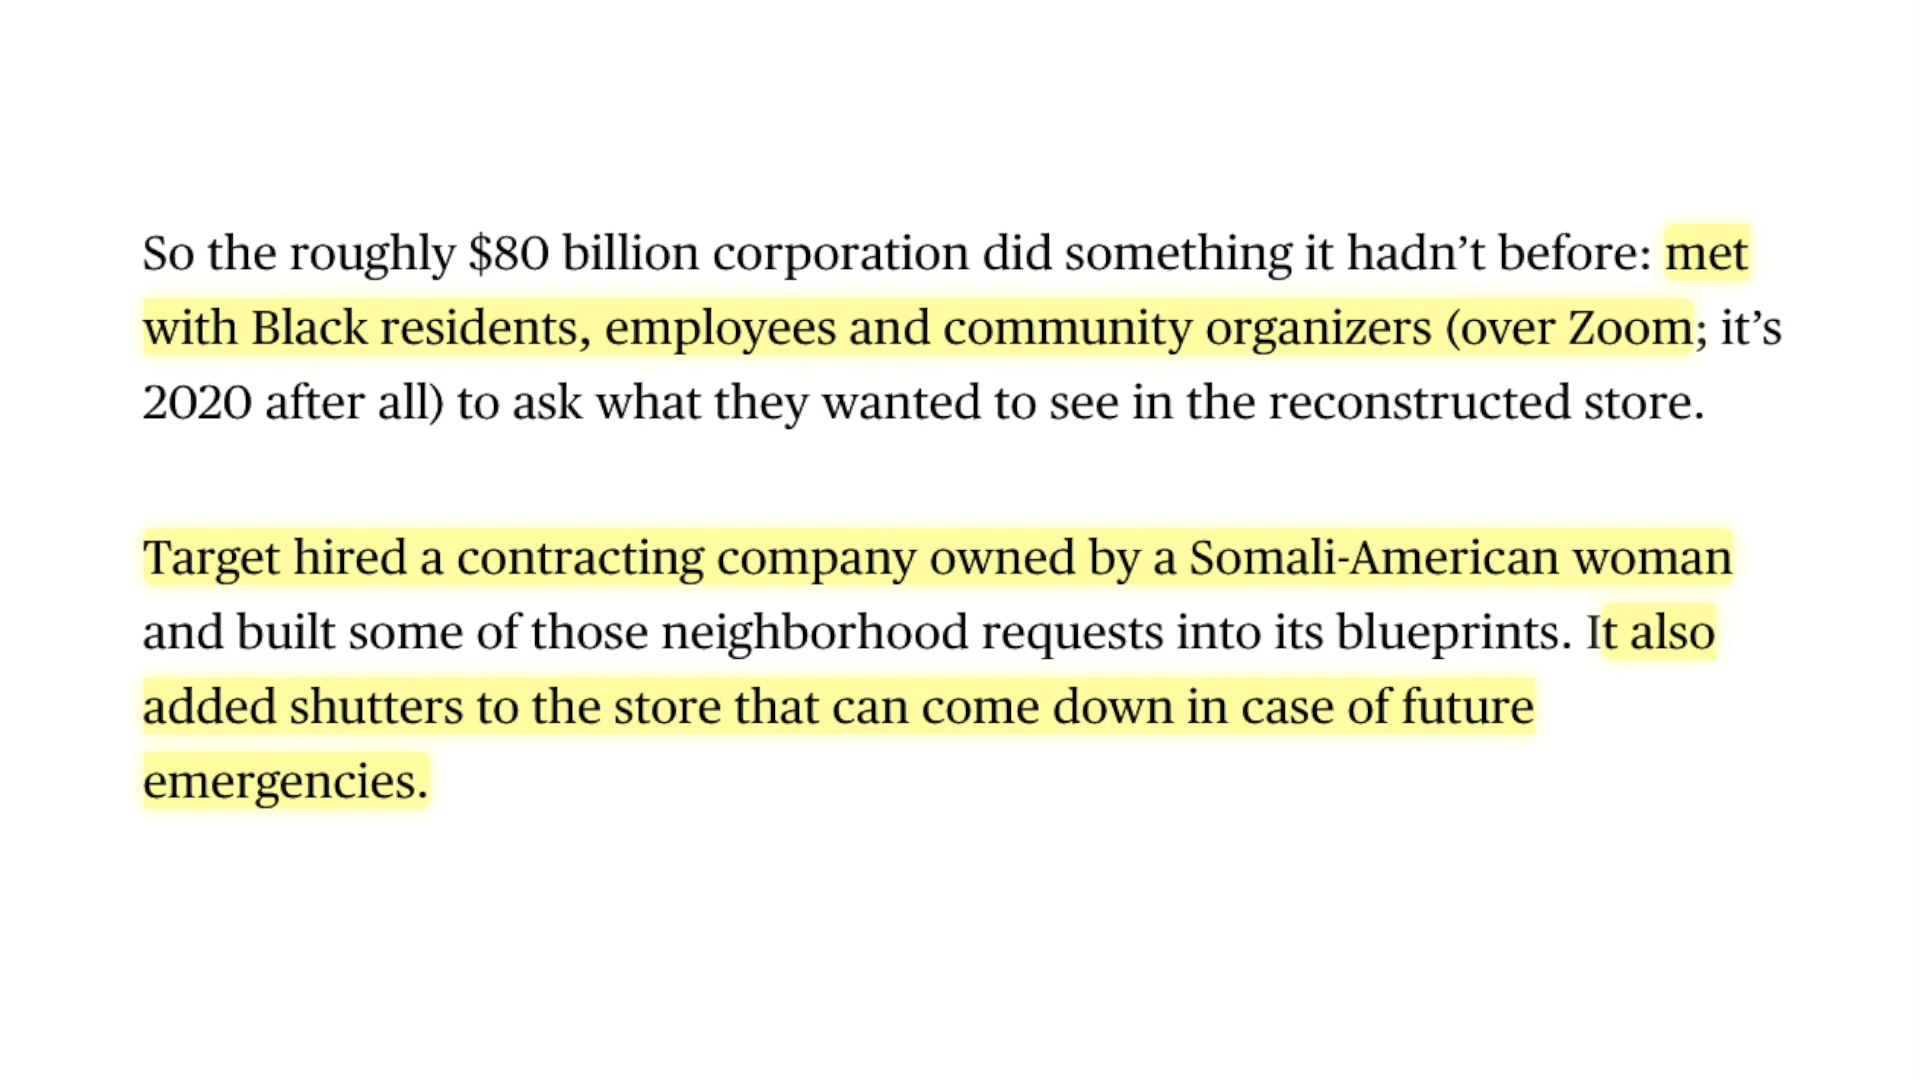 So the roughly $80 billion corporation did something it hadn’t before: met
with Black residents, employees and community organizers (over Zoom; it’s
2020 after all) to ask what they wanted to see in the reconstructed store.
Target hired a contracting company owned by a Somali-American woman
and built some of those neighborhood requests into its blueprints. It also
added shutters to the store that can come down in case of future
emergencies.